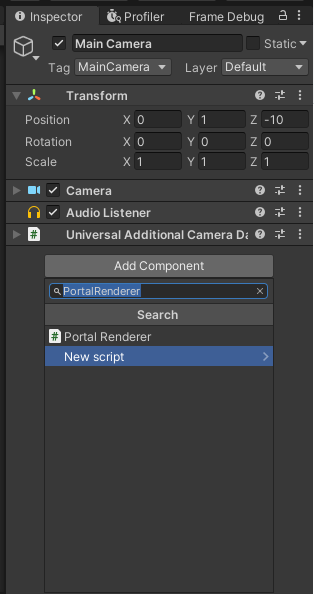 Inspector Profiler Frame Debug
Main Camera Static
Tag MainCamera Layer Default
Transform
Position X 0 Y 1 Z -10
Rotation X 0 Y 0 Z 0
Scale X 1 Y 1 Z 1
Camera
Audio Listener
# Universal Additional Camera Da
Add Component
PortalRenderer
Search
# Portal Renderer
New script